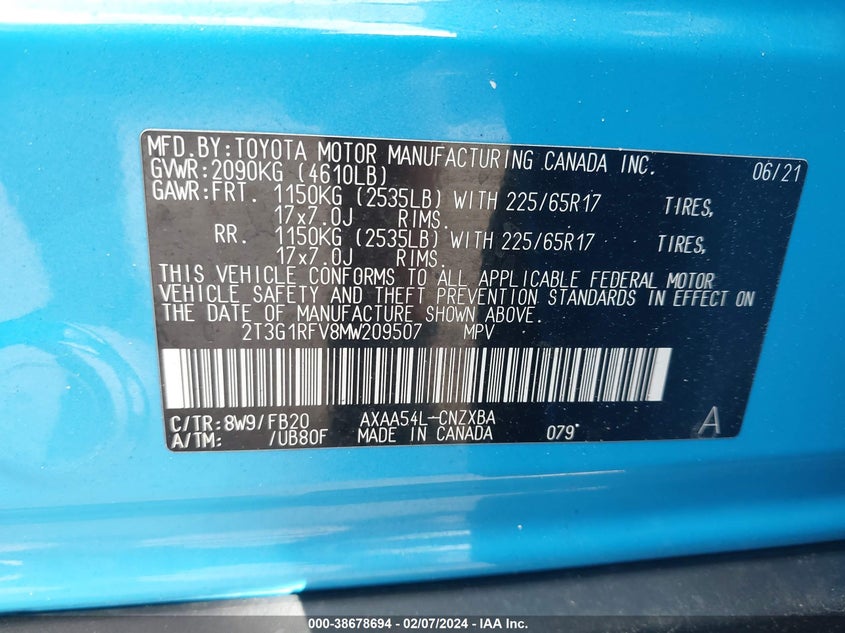 MFD.BY:TOYOTA MOTOR MANUFACTURING CANADA INC. 06/21
GVWR:2090KG (4610LB)
GAWR:FRT. 1150KG (2535LB) WITH 225/65R17 TIRES,
17x7.0J RIMS.
RR. 1150KG (2535LB) WITH 225/65R17 TIRES,
17x7.0J RIMS.
THIS VEHICLE CONFORMS TO ALL APPLICABLE FEDERAL MOTOR
VEHICLE SAFETY AND THEFT PREVENTION STANDARDS IN EFFECT ON
THE DATE OF MANUFACTURE SHOWN ABOVE.
2T3G1RFV8MW209507 MPV
C/TR:8W9/FB20 AXAA54L-CNZXBA A
A/TM: /UB80F MADE IN CANADA 079*
000-38678694 - 02/07/2024 - IAA Inc.